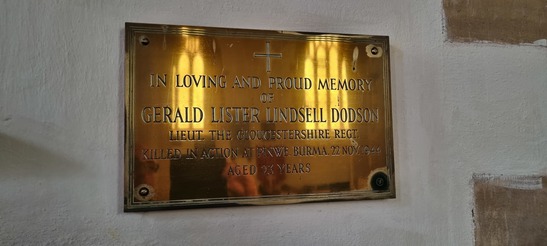 IN LOVING AND PROUD MEMORY
OF
GERALD LISTER LINDSELL DODSON
LIEUT. THE GLOUCESTERSHIRE REGT.
KILLED IN ACTION AT PINWE BURMA, 22 NOV.
AGED YEARS